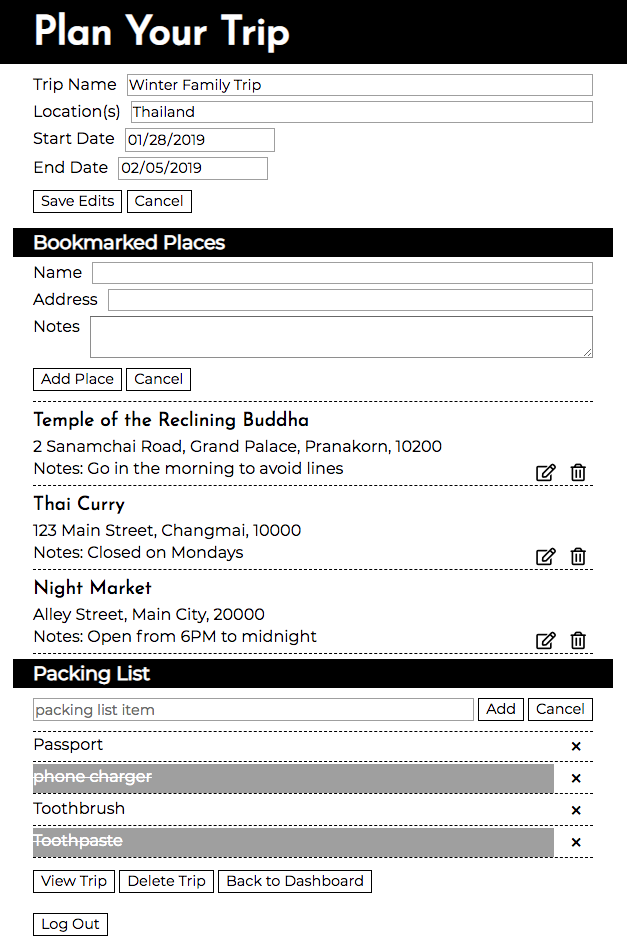 Plan Your Trip
Trip Name Winter Family Trip
Location(s) Thailand
Start Date 01/28/2019
End Date 02/05/2019
Save Edits Cancel
Bookmarked Places
Name
Address
Notes
Add Place Cancel
Temple of the Reclining Buddha
2 Sanamchai Road, Grand Palace, Pranakorn, 10200
Notes: Go in the morning to avoid lines
Thai Curry
123 Main Street, Changmai, 10000
Notes: Closed on Mondays
Night Market
Alley Street, Main City, 20000
Notes: Open from 6PM to midnight
Packing List
packing list item Add Cancel
Passport ×
phone charger ×
Toothbrush ×
Toothpaste ×
View Trip Delete Trip Back to Dashboard
Log Out